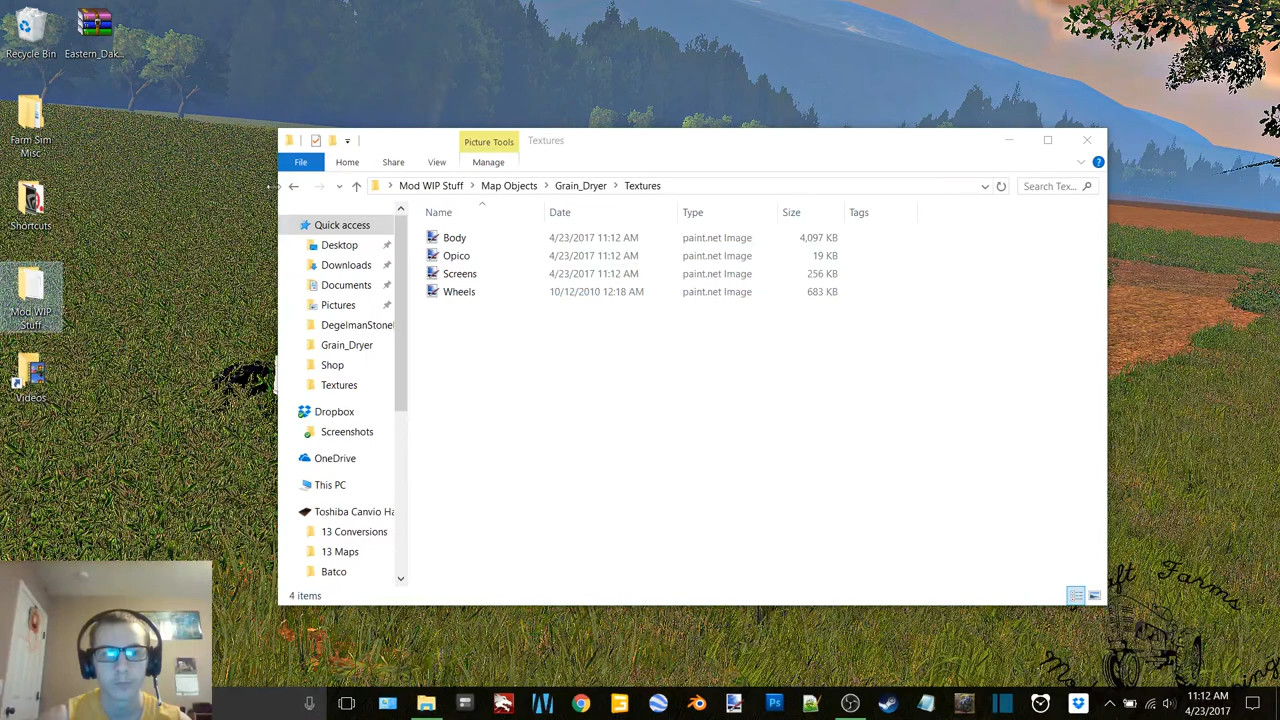 Recycle Bin
Eastern_Dak...
Farm Sim
Misc
Shortcuts
Mod WIP
Stuff
Videos
Picture Tools
Textures
File
Home
Share
View
Manage
Mod WIP Stuff > Map Objects > Grain_Dryer > Textures
Search Tex...
Name
Date
Type
Size
Tags
Body 4/23/2017 11:12 AM paint.net Image 4,097 KB
Opico 4/23/2017 11:12 AM paint.net Image 19 KB
Screens 4/23/2017 11:12 AM paint.net Image 256 KB
Wheels 10/12/2010 12:18 AM paint.net Image 683 KB
Quick access
Desktop
Downloads
Documents
Pictures
DegelmanStone
Grain_Dryer
Shop
Textures
Dropbox
Screenshots
OneDrive
This PC
Toshiba Canvio Ha
13 Conversions
13 Maps
Batco
4 items
Farms
11:12 AM
4/23/2017